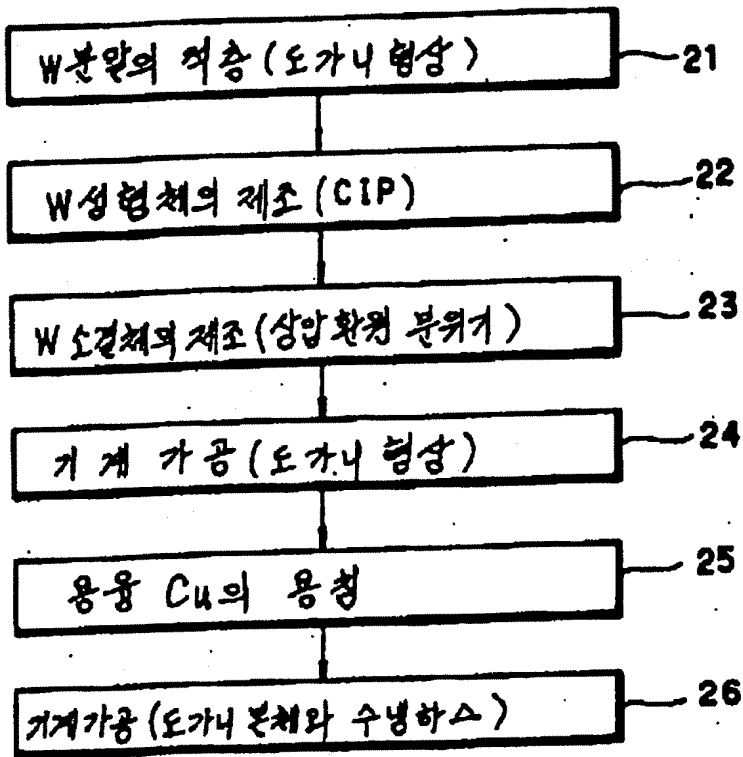 W분말의 적층 (도가니 형상) 21
W성형체의 제조 (CIP) 22
W소결체의 제조 (상압환원 분위기) 23
기계 가공 (도가니 형상) 24
용융 Cu의 용침 25
기계가공 (도가니 본체와 수냉하스) 26